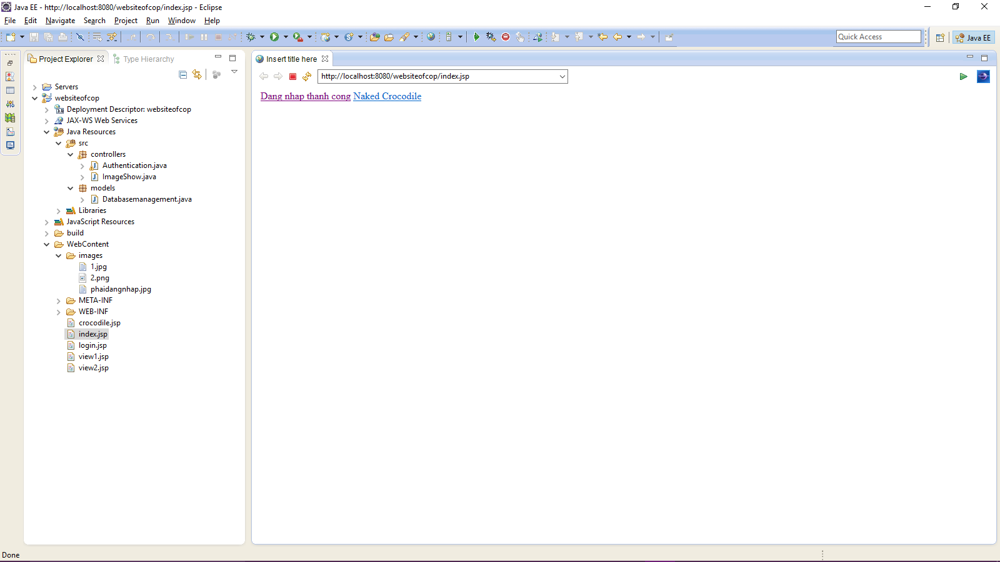 Java EE - http://localhost:8080/websiteofcop/index.jsp - Eclipse
File Edit Navigate Search Project Run Window Help
Quick Access
Java EE
Project Explorer
Type Hierarchy
Servers
websiteofcop
Deployment Descriptor: websiteofcop
JAX-WS Web Services
Java Resources
src
controllers
Authentication.java
ImageShow.java
models
Databasemanagement.java
Libraries
JavaScript Resources
build
WebContent
images
1.jpg
2.png
phaidangnhap.jpg
META-INF
WEB-INF
crocodile.jsp
index.jsp
login.jsp
view1.jsp
view2.jsp
Insert title here
http://localhost:8080/websiteofcop/index.jsp
Dang nhap thanh cong Naked Crocodile
Done